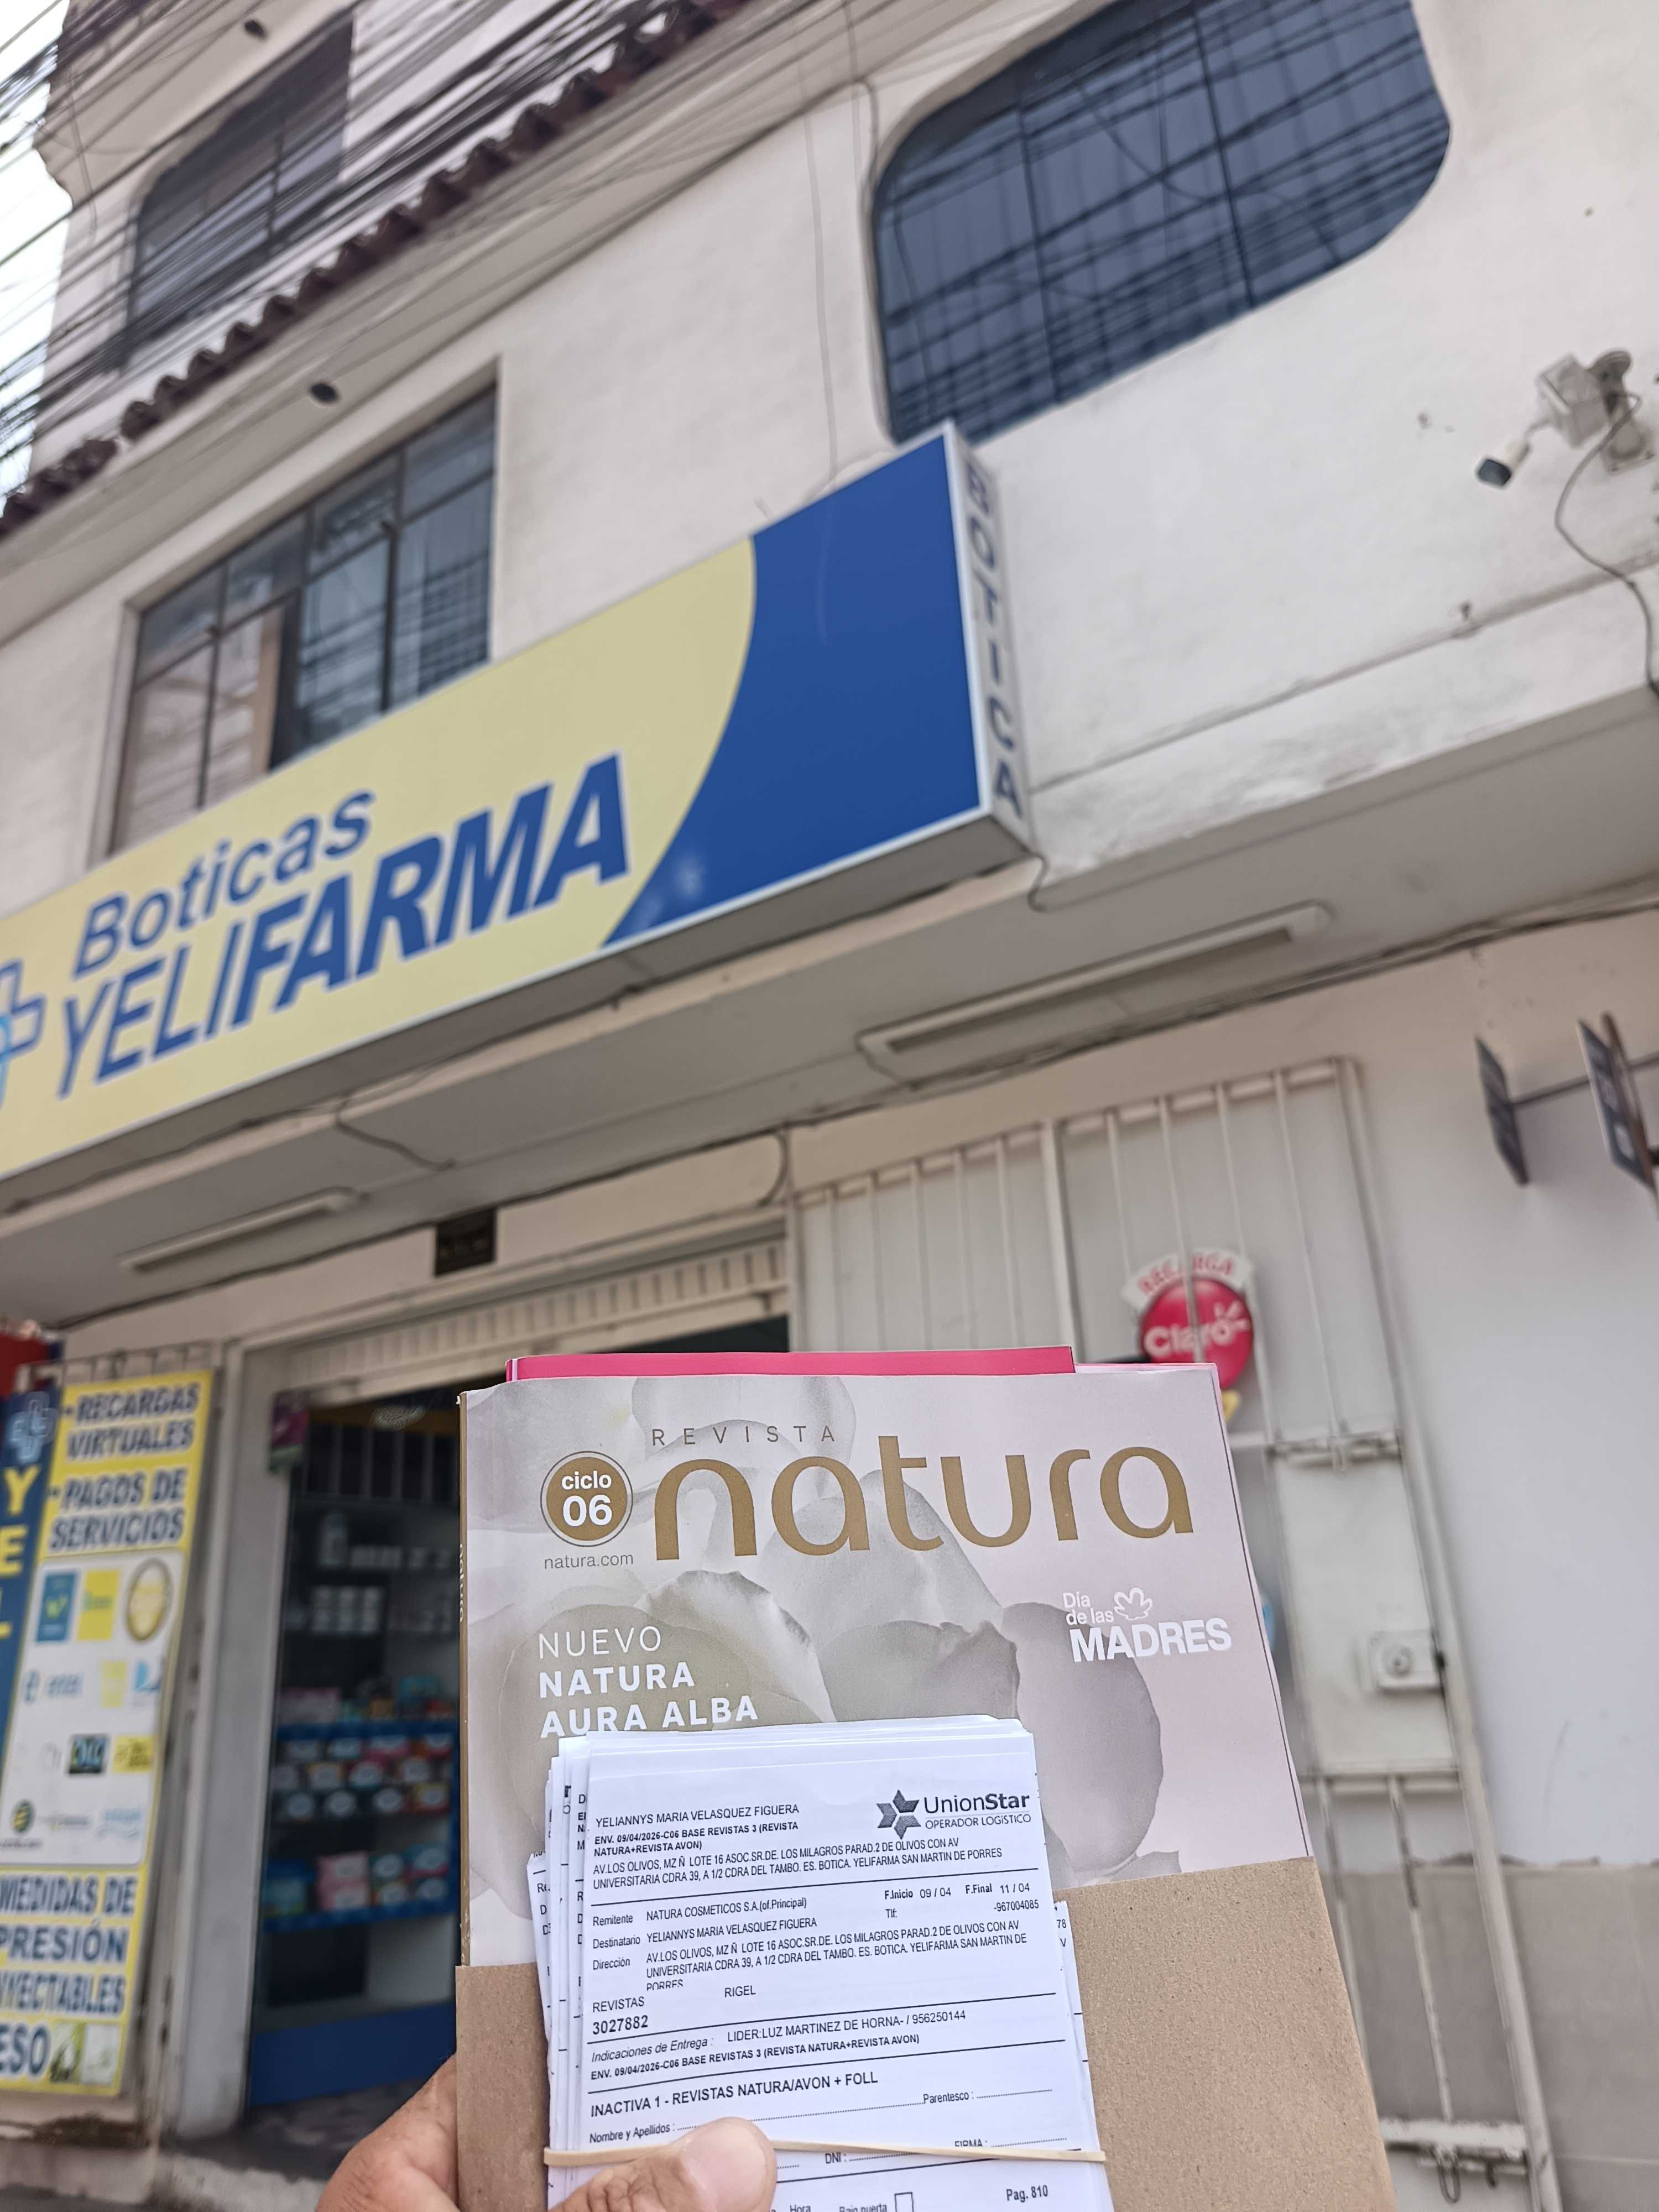 BOTICA
Boticas
YELIFARMA
RECARGA
Claro
- RECARGAS
VIRTUALES
- PAGOS DE
SERVICIOS
Y
E
L
MEDIDAS DE
PRESIÓN
INYECTABLES
ESO
REVISTA
natura
ciclo
06
natura.com
Día
de las
MADRES
NUEVO
NATURA
AURA ALBA
UnionStar
OPERADOR LOGÍSTICO
YELIANNYS MARIA VELASQUEZ FIGUERA
ENV. 09/04/2026-C06 BASE REVISTAS 3 (REVISTA
NATURA+REVISTA AVON)
AV.LOS OLIVOS, MZ Ñ LOTE 16 ASOC.SR.DE. LOS MILAGROS PARAD.2 DE OLIVOS CON AV
UNIVERSITARIA CDRA 39, A 1/2 CDRA DEL TAMBO. ES. BOTICA. YELIFARMA SAN MARTIN DE PORRES
Remitente NATURA COSMETICOS S.A.(of.Principal) F.Inicio 09 / 04 F.Final 11 / 04
Destinatario YELIANNYS MARIA VELASQUEZ FIGUERA Tlf: -967004085
Dirección AV.LOS OLIVOS, MZ Ñ LOTE 16 ASOC.SR.DE. LOS MILAGROS PARAD.2 DE OLIVOS CON AV
UNIVERSITARIA CDRA 39, A 1/2 CDRA DEL TAMBO. ES. BOTICA. YELIFARMA SAN MARTIN DE
PORRES
REVISTAS RIGEL
3027882
Indicaciones de Entrega : LIDER:LUZ MARTINEZ DE HORNA- / 956250144
ENV. 09/04/2026-C06 BASE REVISTAS 3 (REVISTA NATURA+REVISTA AVON)
INACTIVA 1 - REVISTAS NATURA/AVON + FOLL
Nombre y Apellidos : Parentesco :
DNI : FIRMA :
Hora Bajo puerta Pag. 810